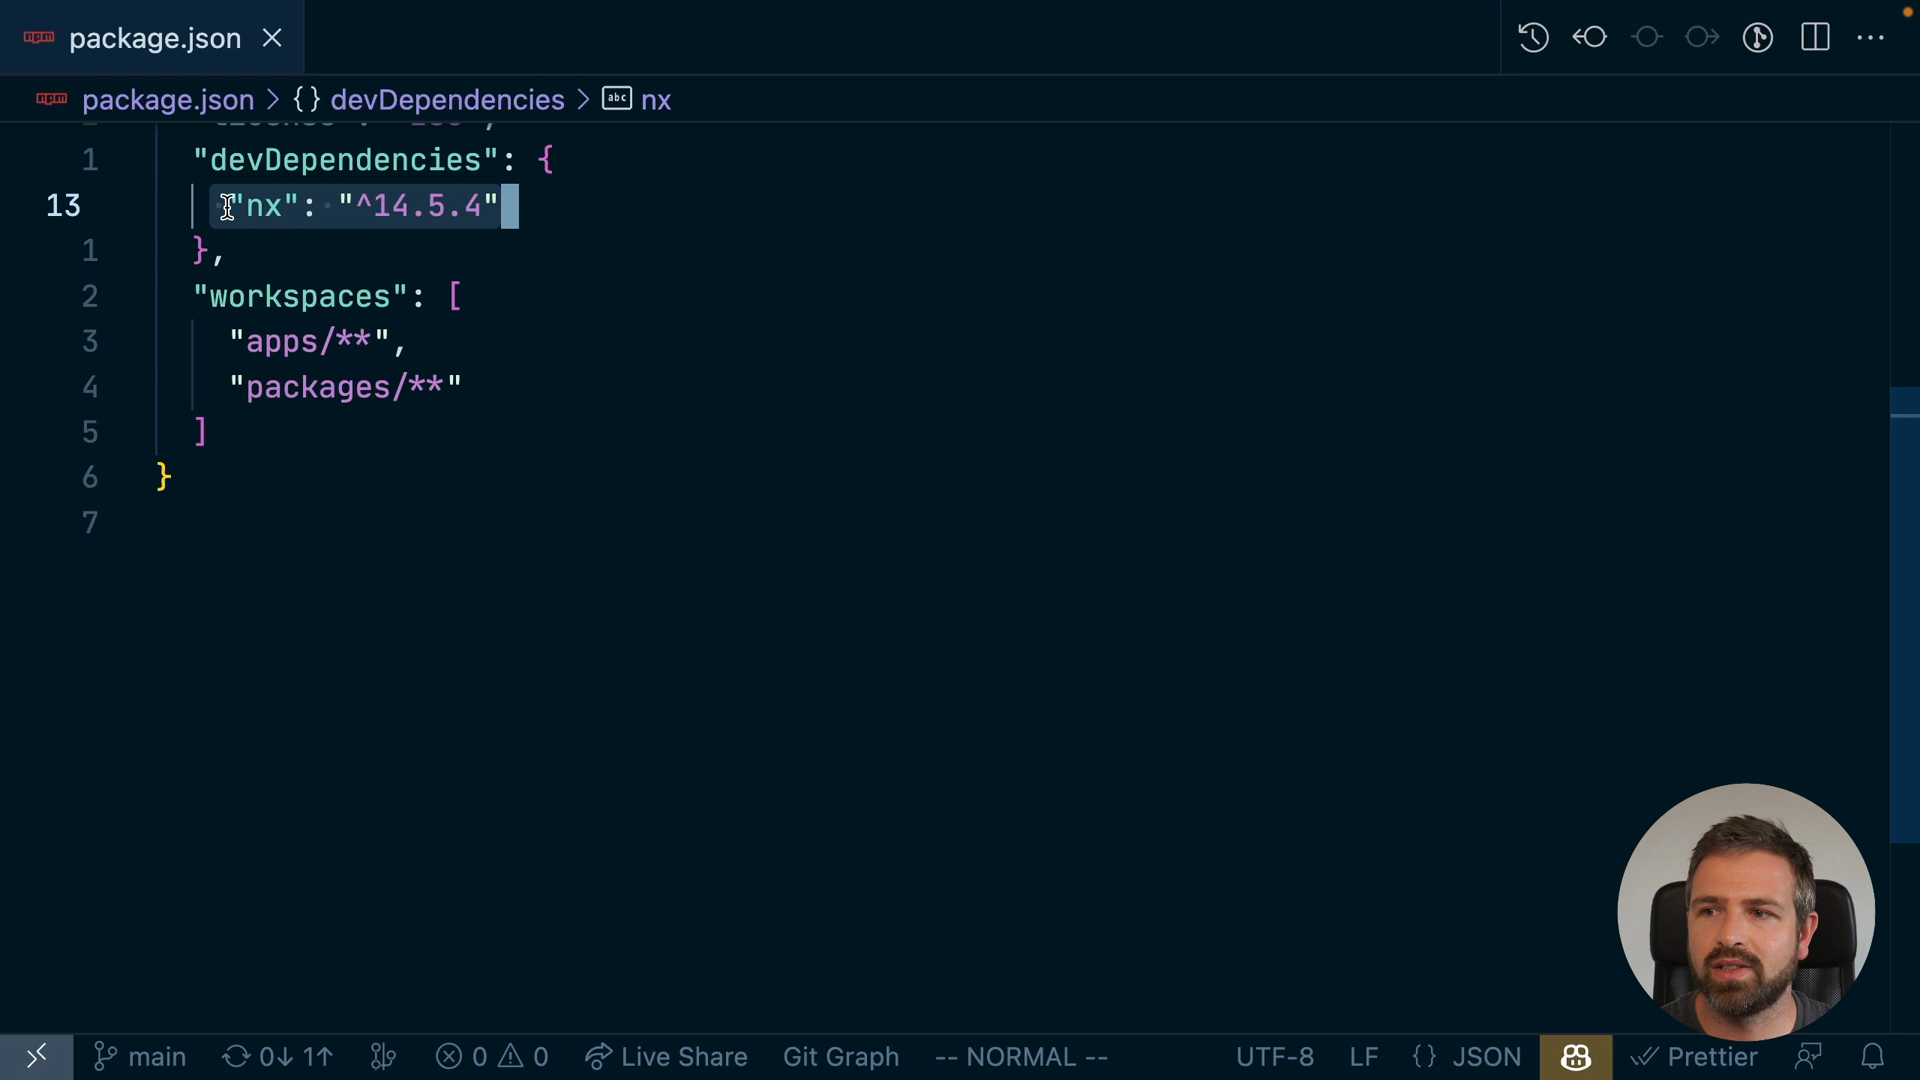 package.json
package.json > {} devDependencies > abc nx
1 "devDependencies": {
13 "nx": "^14.5.4"
1 },
2 "workspaces": [
3 "apps/**",
4 "packages/**"
5 ]
6 }
7
main 0↓ 1↑ 0 0 Live Share Git Graph -- NORMAL -- UTF-8 LF {} JSON Prettier